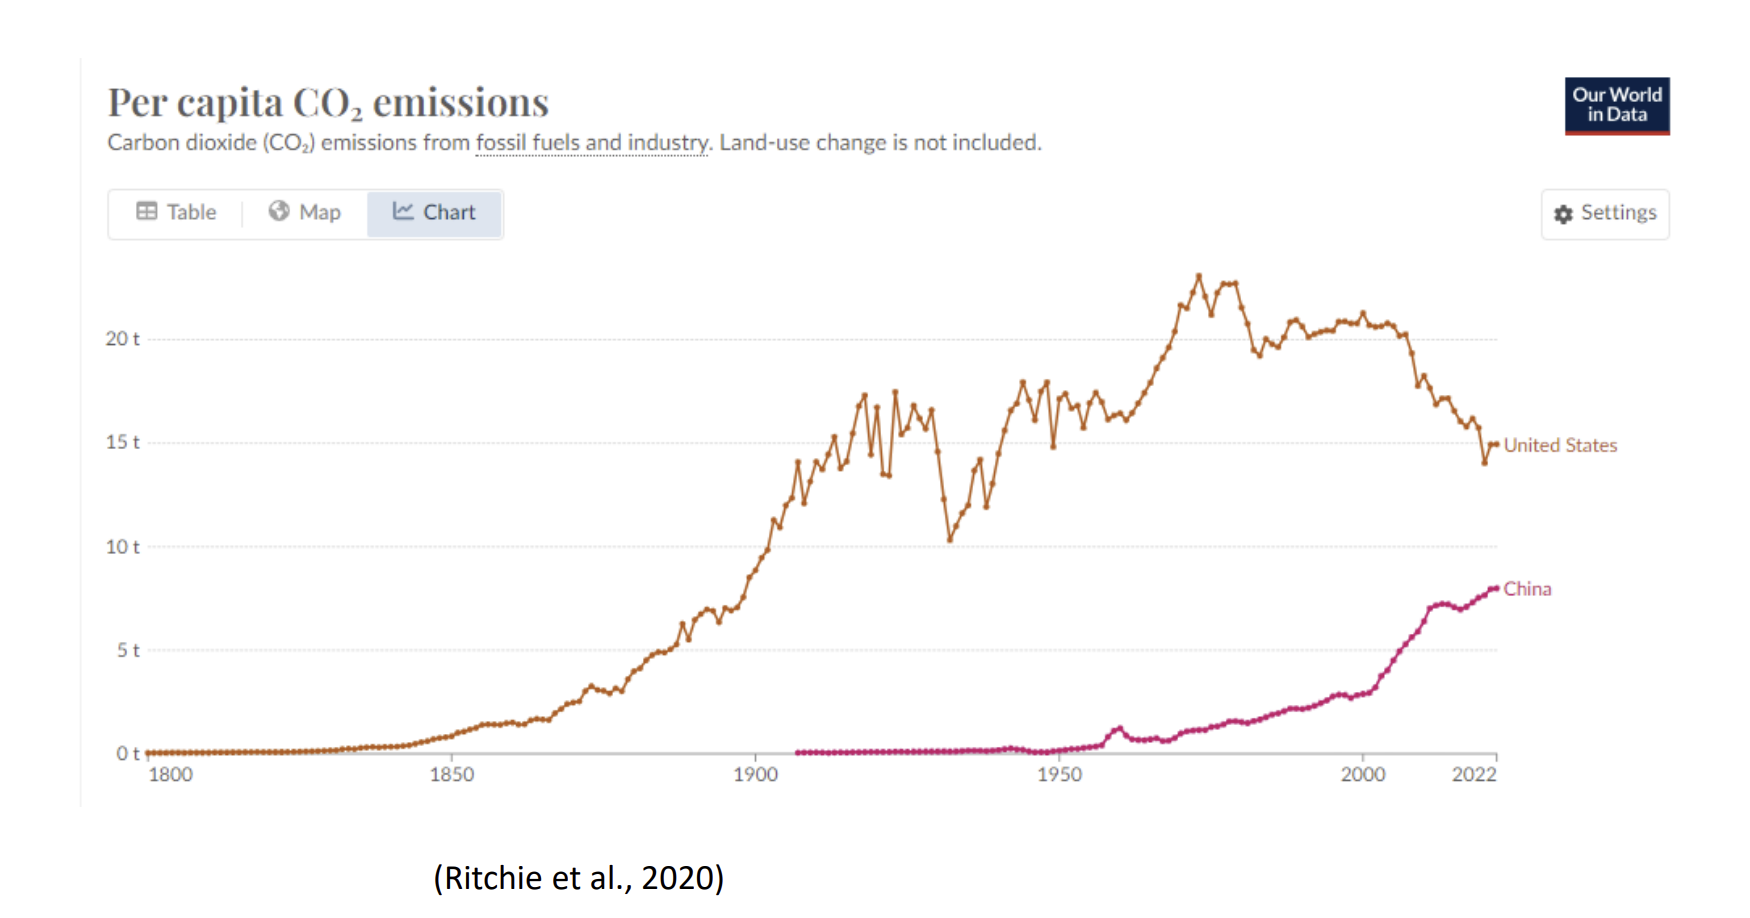 Per capita CO₂ emissions
Our World
in Data
Carbon dioxide (CO₂) emissions from fossil fuels and industry. Land-use change is not included.
Table
Map
Chart
Settings
20 t
15 t
United States
10 t
China
5 t
0 t
1800 1850 1900 1950 2000 2022
(Ritchie et al., 2020)